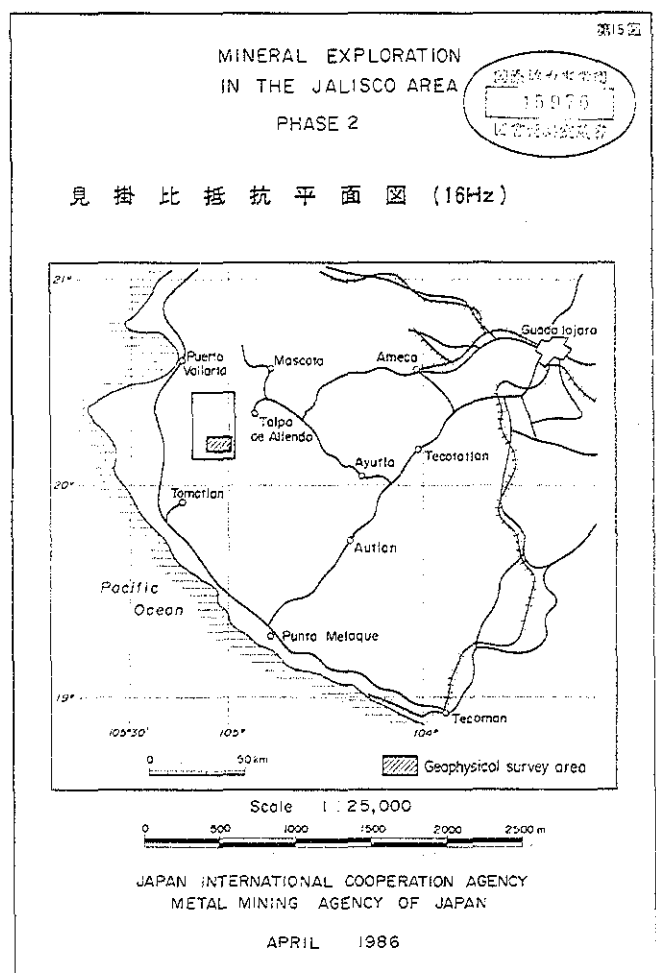 第15図
MINERAL EXPLORATION
IN THE JALISCO AREA
PHASE 2
15976
見掛比抵抗平面図 (16Hz)
21°
Guadalajara
Puerto
Vallarta
Mascota
Ameca
Talpa
de Allende
Ayutla
Tecolotlan
20°
Tomatlan
Autlan
Pacific
Ocean
Punta Melaque
19°
Tecoman
105°30'
105°
104°
0 50km
Geophysical survey area
Scale 1:25,000
0 500 1000 1500 2000 2500m
JAPAN INTERNATIONAL COOPERATION AGENCY
METAL MINING AGENCY OF JAPAN
APRIL 1986